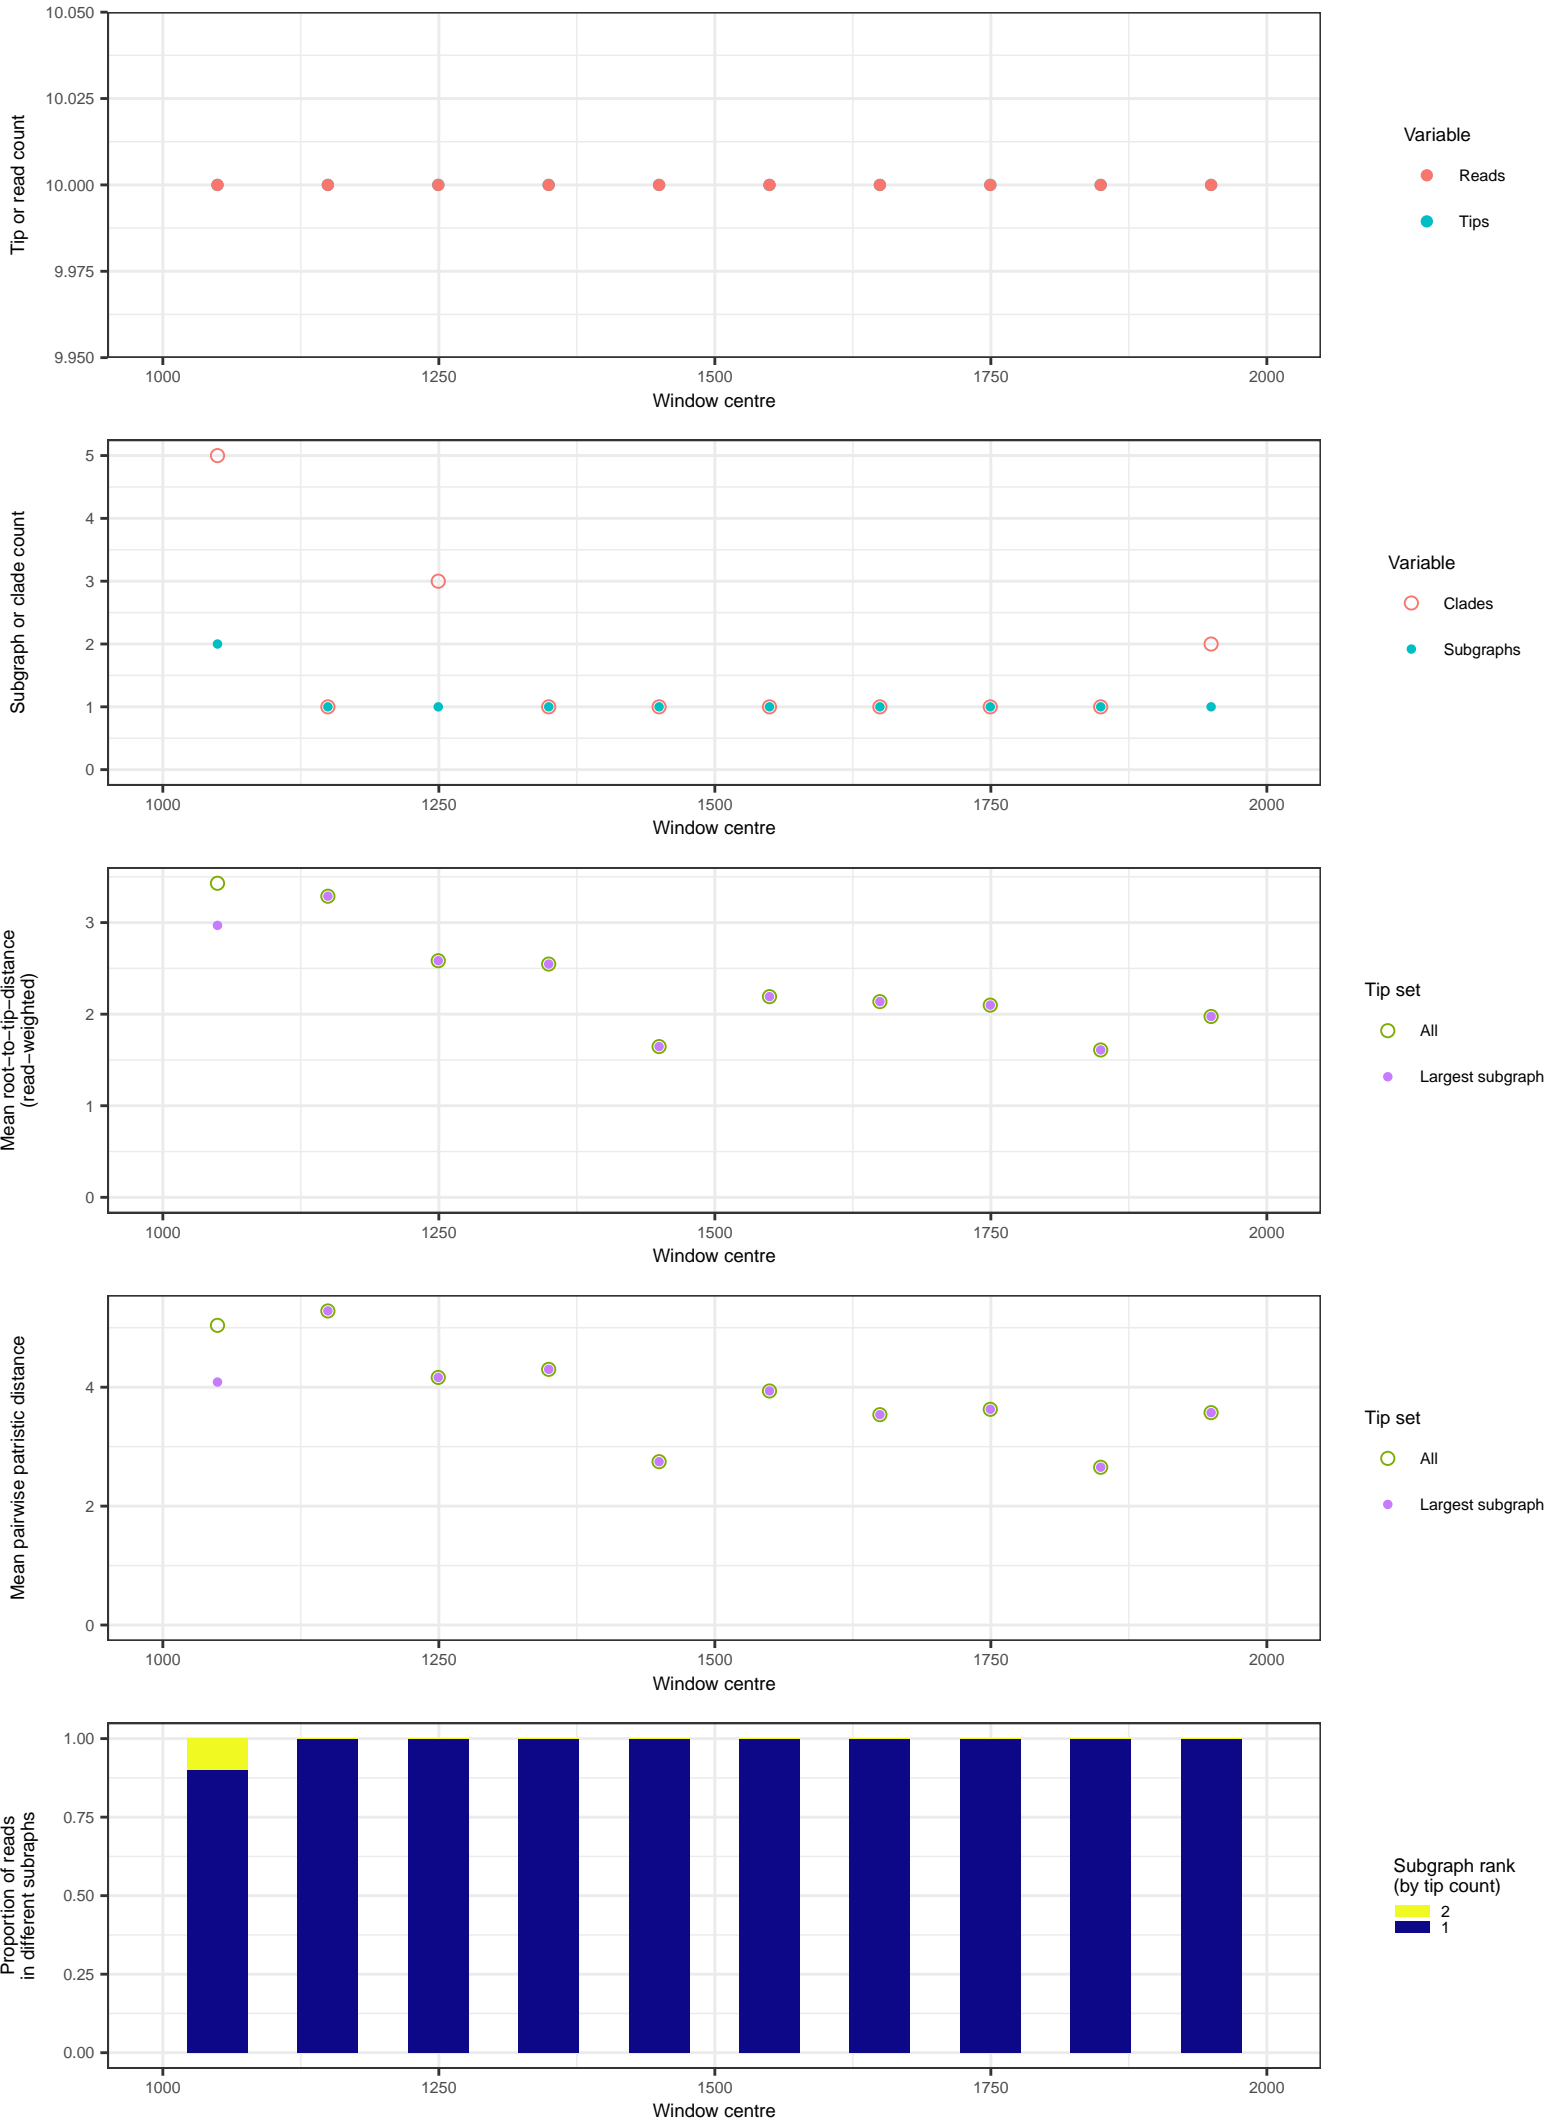 10.050
10.025
10.000
9.975
9.950
Tip or read count
1000 1250 1500 1750 2000
Window centre
Variable
Reads
Tips
5
4
3
2
1
0
Subgraph or clade count
1000 1250 1500 1750 2000
Window centre
Variable
Clades
Subgraphs
3
2
1
0
Mean root−to−tip−distance
(read−weighted)
1000 1250 1500 1750 2000
Window centre
Tip set
All
Largest subgraph
4
2
0
Mean pairwise patristic distance
1000 1250 1500 1750 2000
Window centre
Tip set
All
Largest subgraph
1.00
0.75
0.50
0.25
0.00
Proportion of reads
in different subraphs
1000 1250 1500 1750 2000
Window centre
Subgraph rank
(by tip count)
2
1